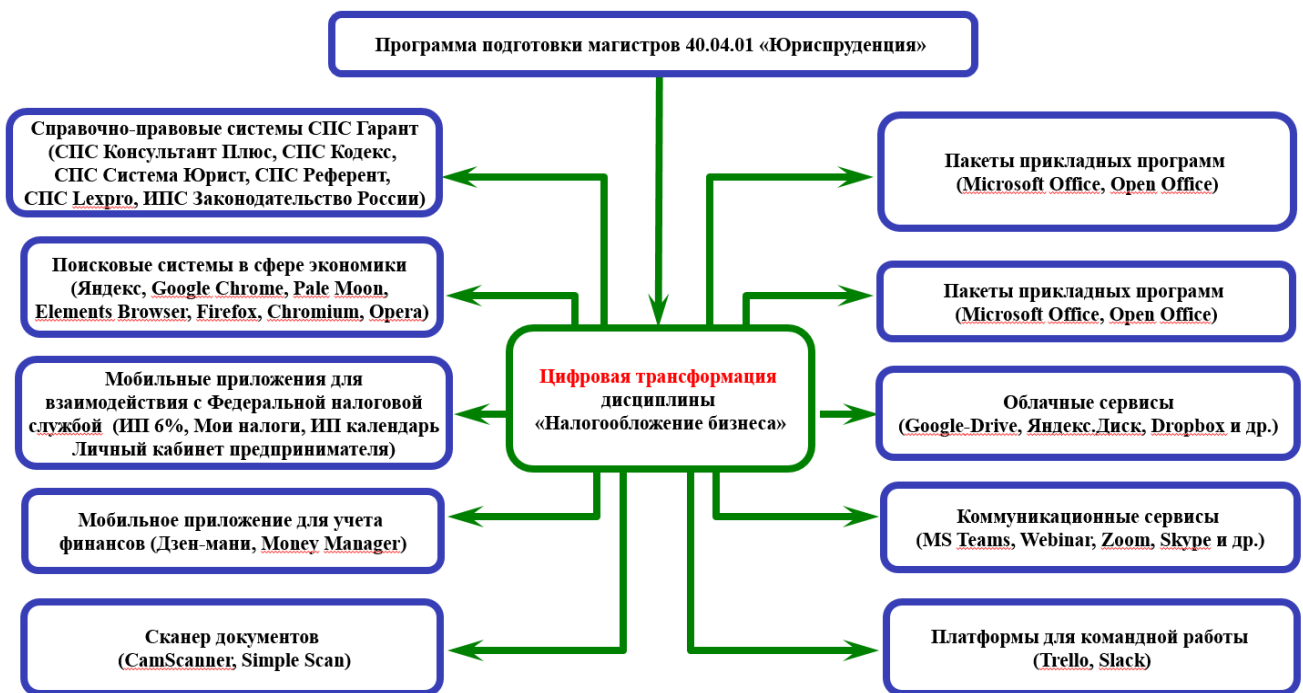 Программа подготовки магистров 40.04.01 «Юриспруденция»
Справочно-правовые системы СПС Гарант
(СПС Консультант Плюс, СПС Кодекс,
СПС Система Юрист, СПС Референт,
СПС Lexpro, ИПС Законодательство России)
Поисковые системы в сфере экономики
(Яндекс, Google Chrome, Pale Moon,
Elements Browser, Firefox, Chromium, Opera)
Мобильные приложения для
взаимодействия с Федеральной налоговой
службой (ИП 6%, Мои налоги, ИП календарь
Личный кабинет предпринимателя)
Мобильное приложение для учета
финансов (Дзен-мани, Money Manager)
Сканер документов
(CamScanner, Simple Scan)
Цифровая трансформация
дисциплины
«Налогообложение бизнеса»
Пакеты прикладных программ
(Microsoft Office, Open Office)
Пакеты прикладных программ
(Microsoft Office, Open Office)
Облачные сервисы
(Google-Drive, Яндекс.Диск, Dropbox и др.)
Коммуникационные сервисы
(MS Teams, Webinar, Zoom, Skype и др.)
Платформы для командной работы
(Trello, Slack)